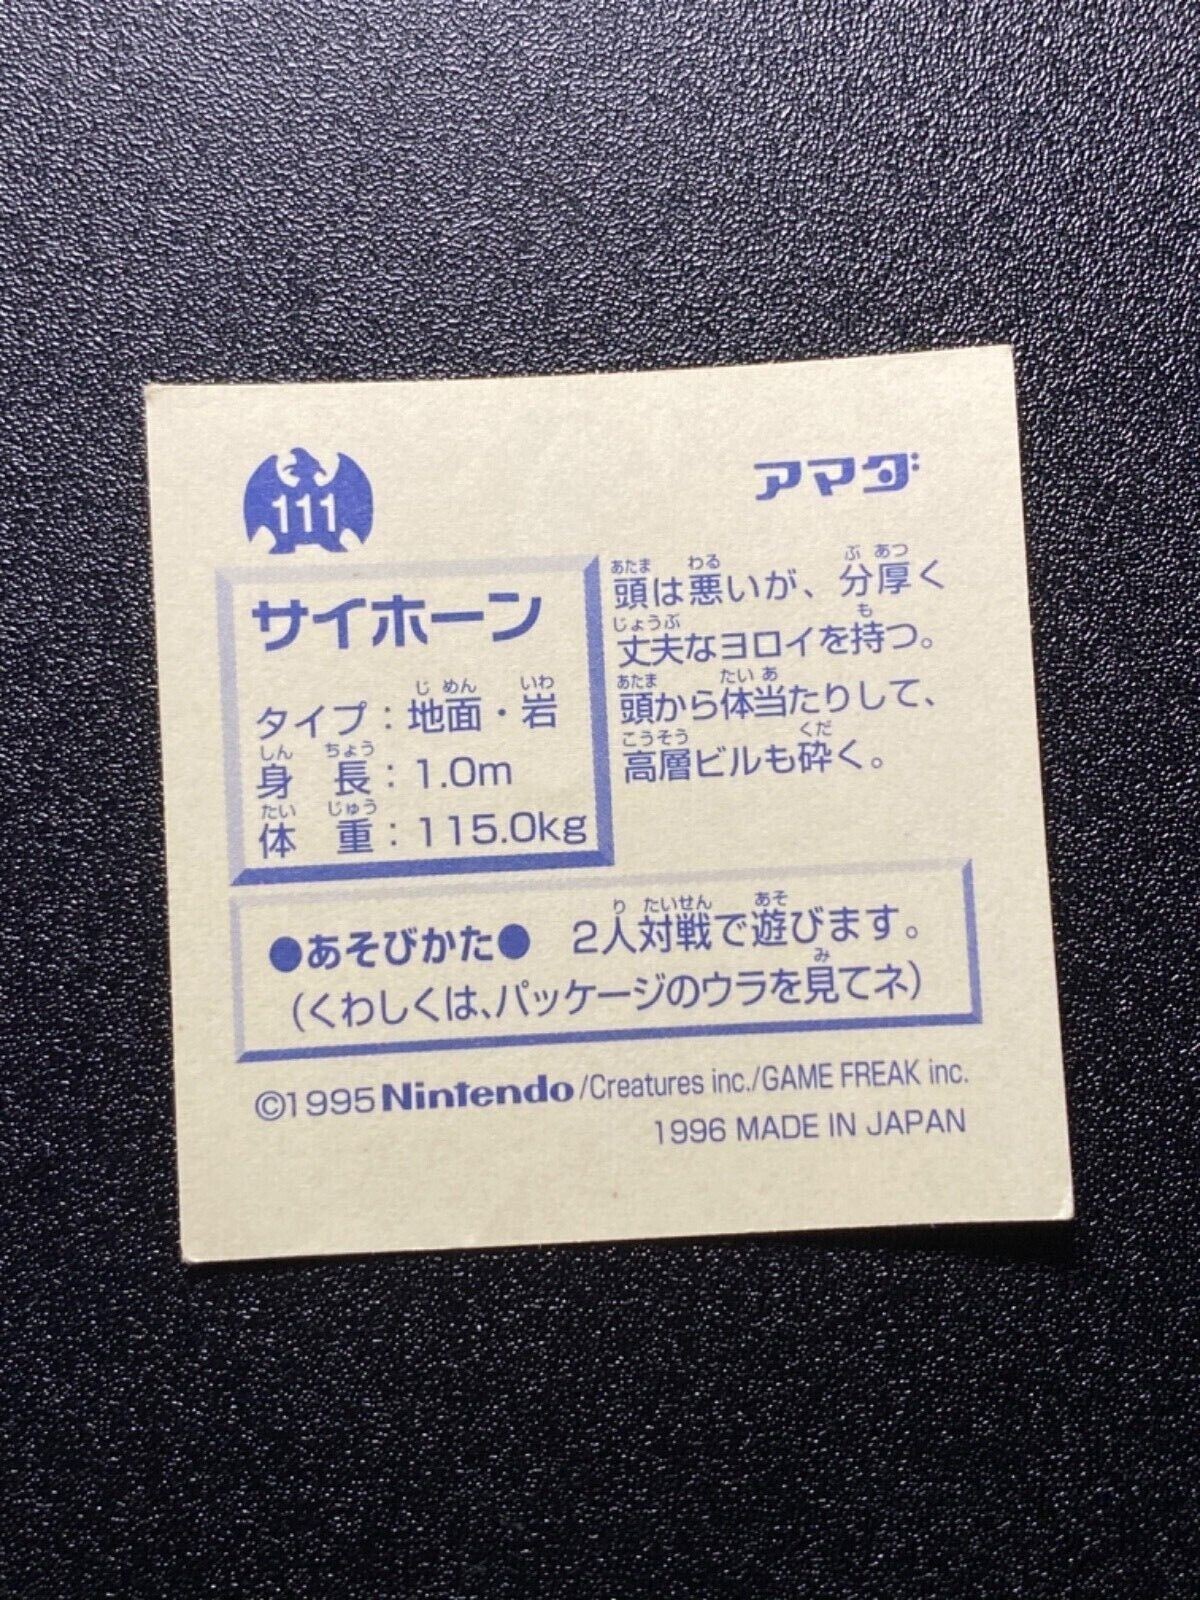 111
アマダ
サイホーン
タイプ：地面・岩
身長：1.0m
体重：115.0kg
頭は悪いが、分厚く
丈夫なヨロイを持つ。
頭から体当たりして、
高層ビルも砕く。
●あそびかた● 2人対戦で遊びます。
(くわしくは、パッケージのウラを見てネ)
©1995 Nintendo/Creatures inc./GAME FREAK inc.
1996 MADE IN JAPAN